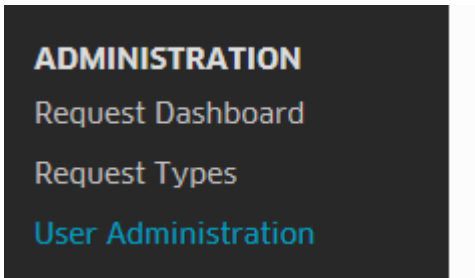 ADMINISTRATION
Request Dashboard
Request Types
User Administration